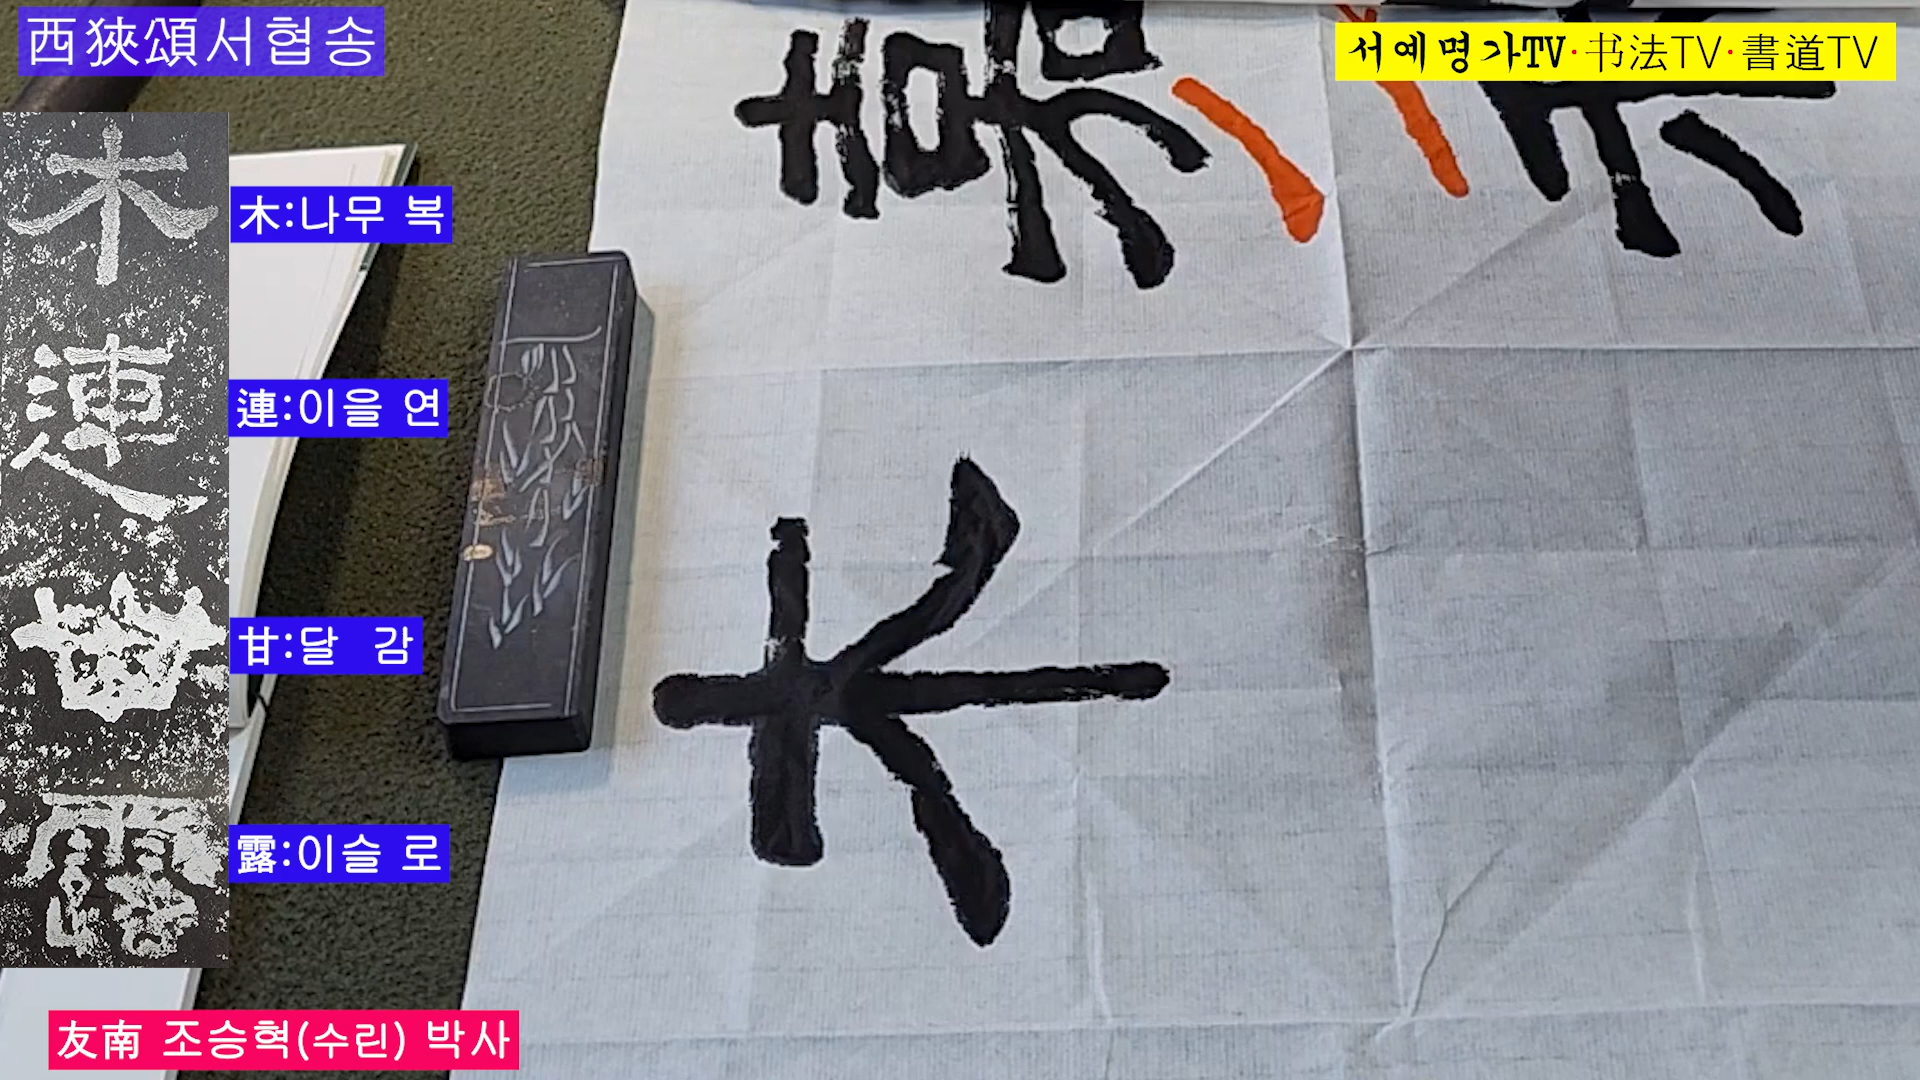 西狹頌서협송
서예명가TV·书法TV·書道TV
木連甘露
木:나무 복
連:이을 연
甘:달 감
露:이슬 로
禾
木
友南 조승혁(수린) 박사